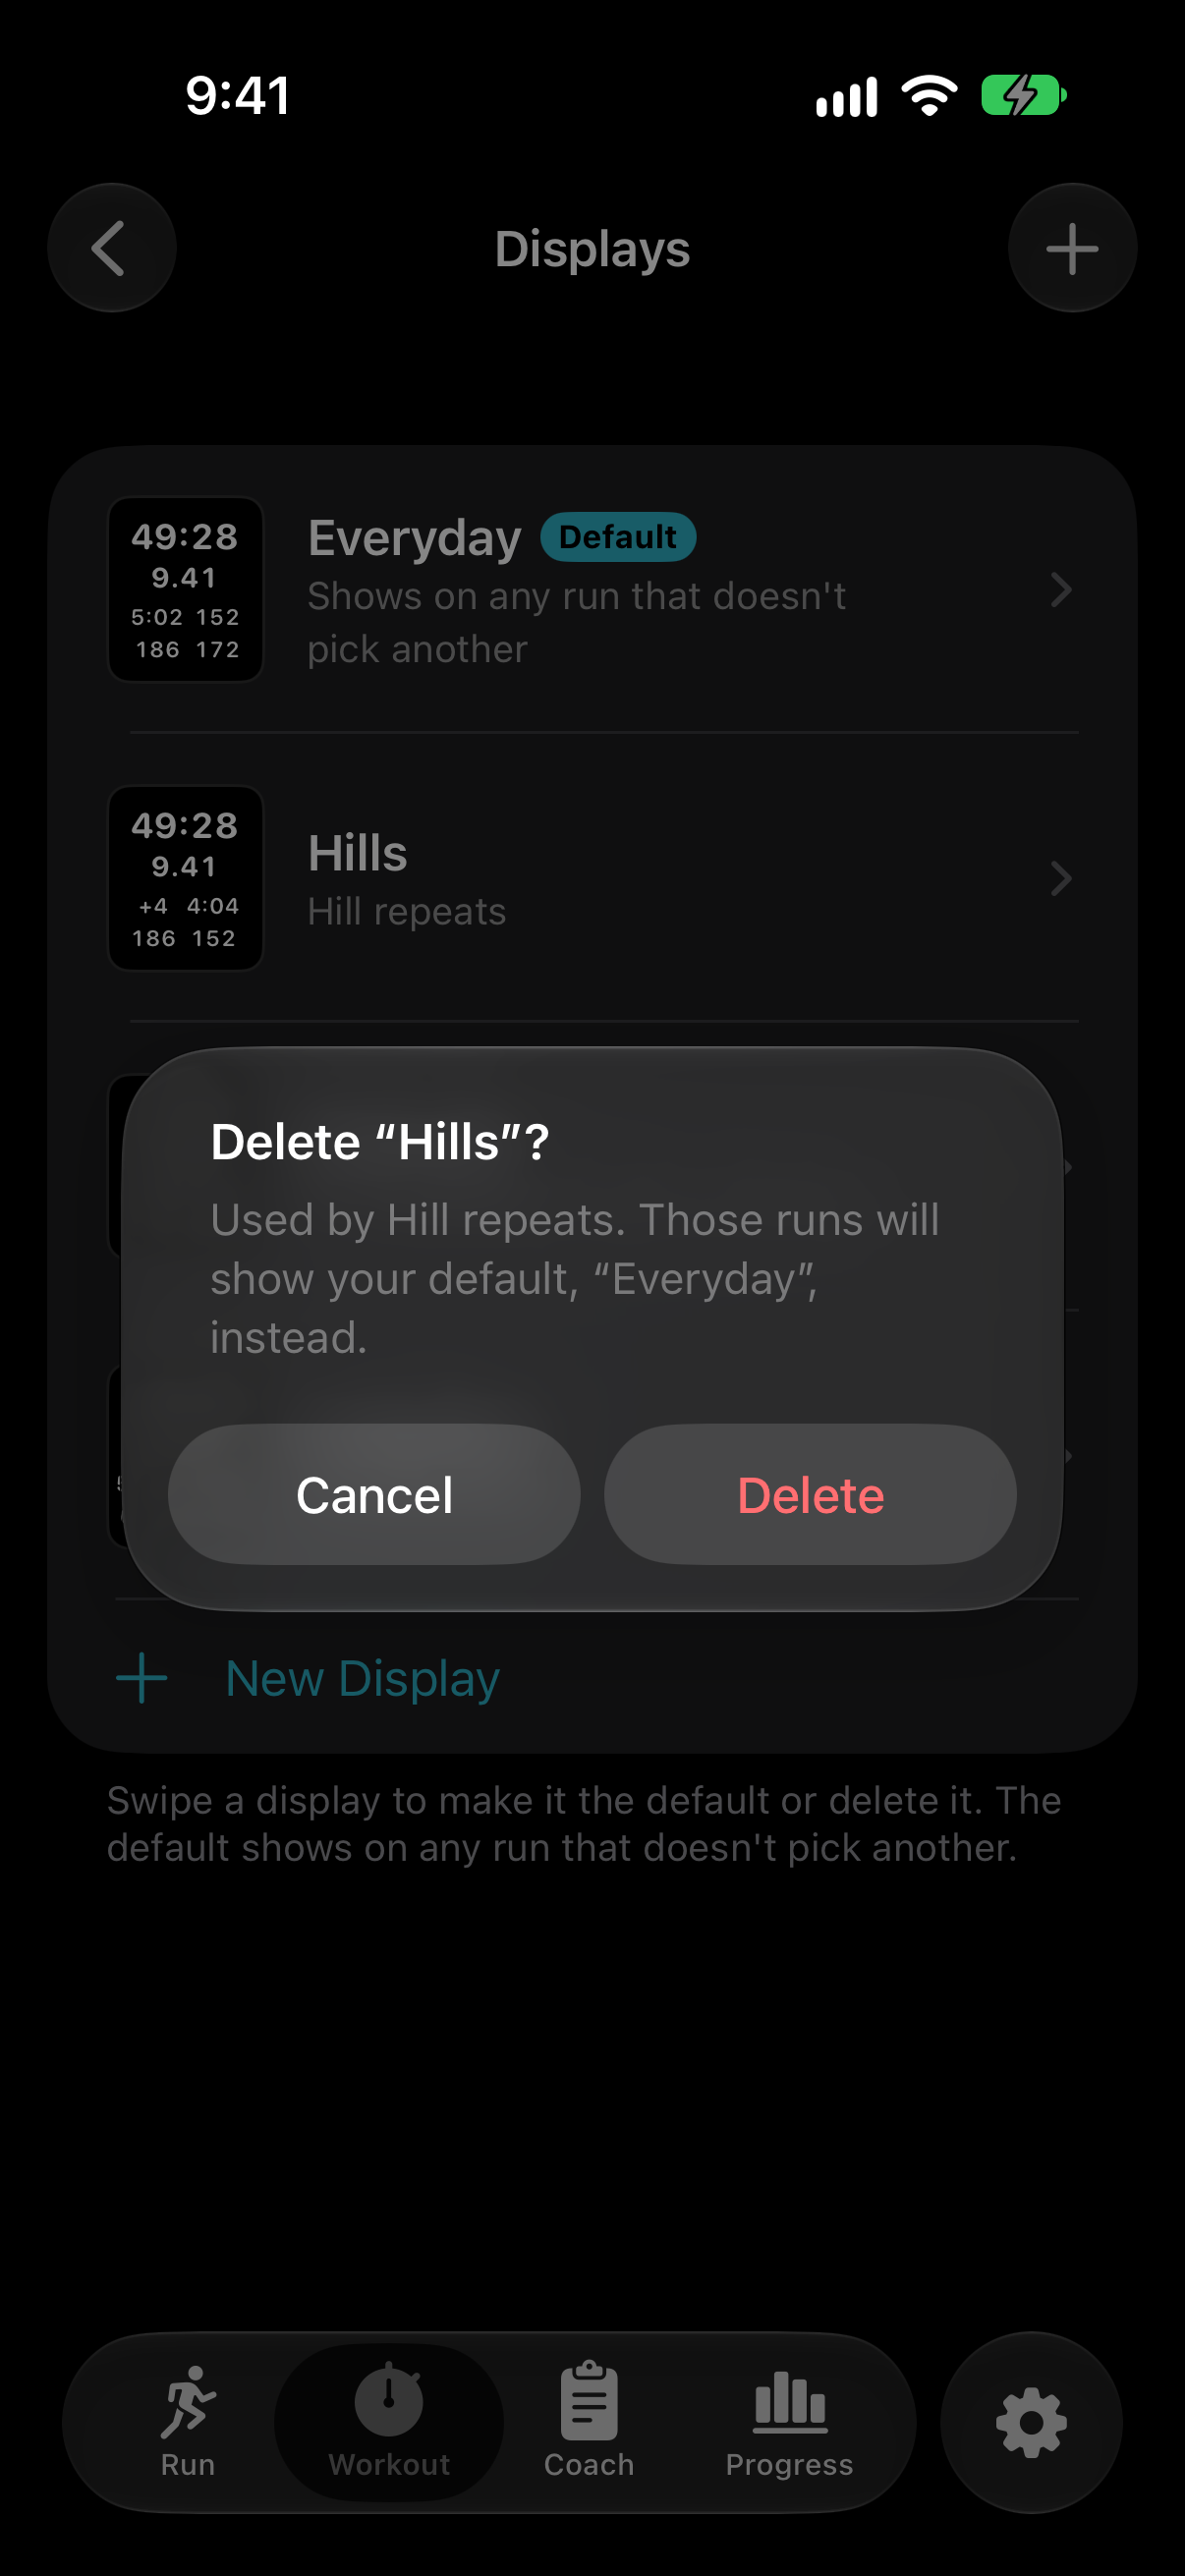 9:41
Displays
49:28
9.41
5:02 152
186 172
Everyday Default
Shows on any run that doesn't
pick another
49:28
9.41
+4 4:04
186 152
Hills
Hill repeats
Delete “Hills”?
Used by Hill repeats. Those runs will
show your default, “Everyday”,
instead.
Cancel Delete
New Display
Swipe a display to make it the default or delete it. The
default shows on any run that doesn't pick another.
Run Workout Coach Progress